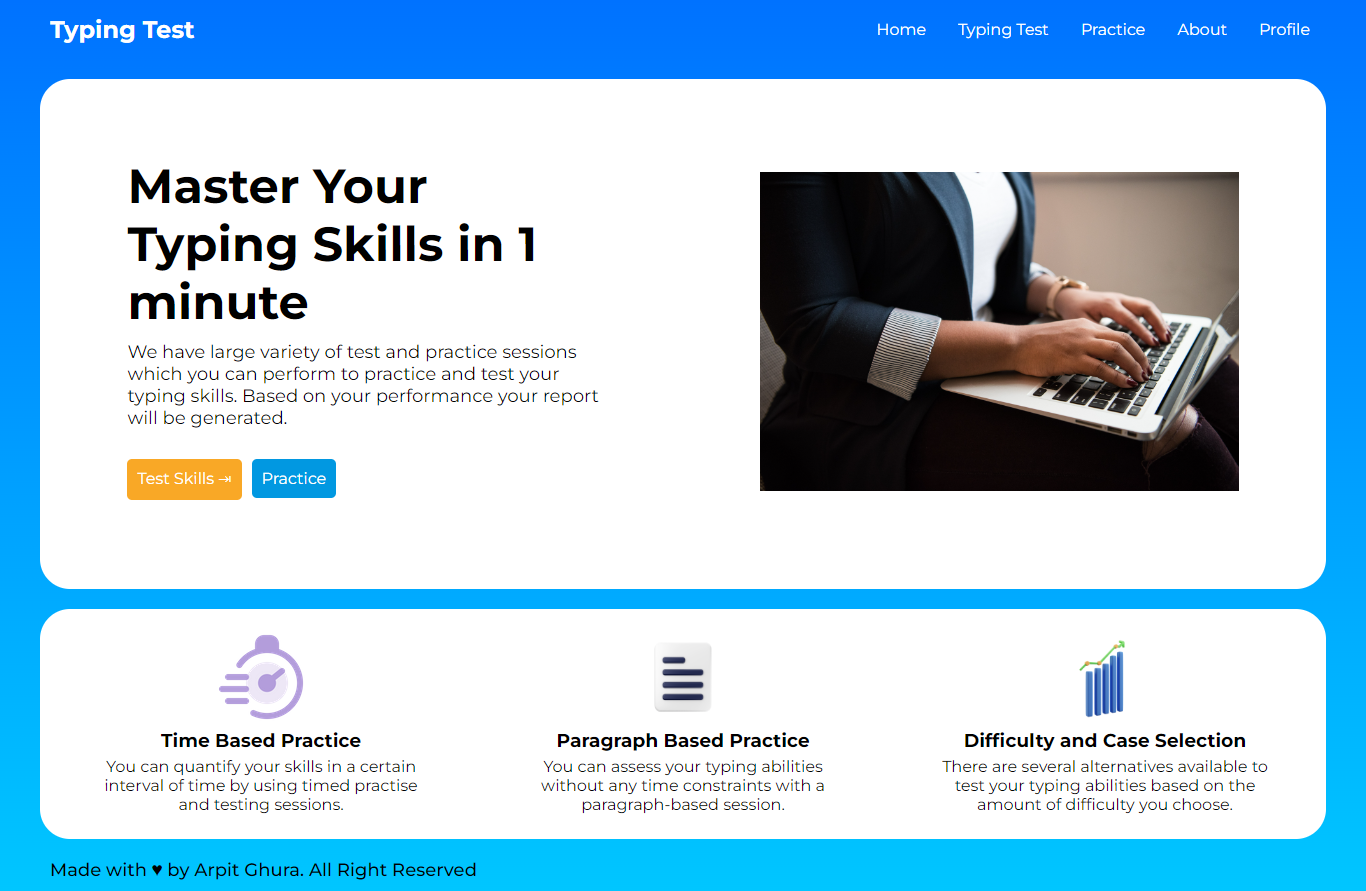 Typing Test
Home Typing Test Practice About Profile
Master Your
Typing Skills in 1
minute
We have large variety of test and practice sessions
which you can perform to practice and test your
typing skills. Based on your performance your report
will be generated.
Test Skills ⇥ Practice
Time Based Practice
You can quantify your skills in a certain
interval of time by using timed practise
and testing sessions.
Paragraph Based Practice
You can assess your typing abilities
without any time constraints with a
paragraph-based session.
Difficulty and Case Selection
There are several alternatives available to
test your typing abilities based on the
amount of difficulty you choose.
Made with ♥ by Arpit Ghura. All Right Reserved